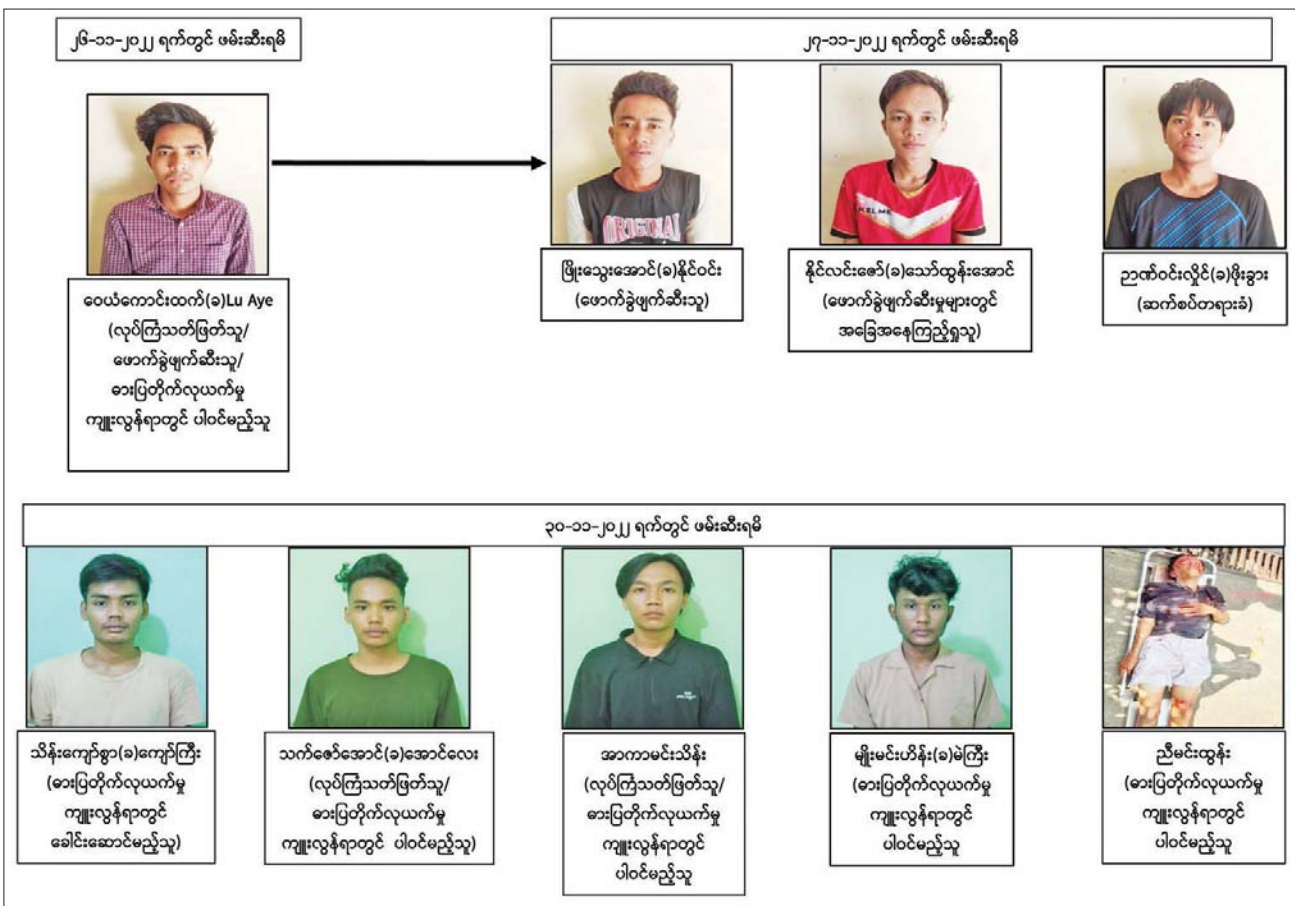 ၂၆-၁၁-၂၀၂၂ ရက်တွင် ဖမ်းဆီးရမိ
၂၇-၁၁-၂၀၂၂ ရက်တွင် ဖမ်းဆီးရမိ
ORIGINAL
KELME
ဝေယံကောင်းထက်(ခ)Lu Aye
(လုပ်ကြံသတ်ဖြတ်သူ/
ဖောက်ခွဲဖျက်ဆီးသူ/
ဓားပြတိုက်လုယက်မှု
ကျူးလွန်ရာတွင် ပါဝင်မည့်သူ
ဖြိုးသွေးအောင်(ခ)နိုင်ဝင်း
(ဖောက်ခွဲဖျက်ဆီးသူ)
နိုင်လင်းဇော်(ခ)သော်ထွန်းအောင်
(ဖောက်ခွဲဖျက်ဆီးမှုများတွင်
အခြေအနေကြည့်ရှုသူ)
ဉာဏ်ဝင်းလှိုင်(ခ)ဖိုးခွား
(ဆက်စပ်တရားခံ)
၃၀-၁၁-၂၀၂၂ ရက်တွင် ဖမ်းဆီးရမိ
သိန်းကျော်စွာ(ခ)ကျော်ကြီး
(ဓားပြတိုက်လုယက်မှု
ကျူးလွန်ရာတွင်
ခေါင်းဆောင်မည့်သူ)
သက်ဇော်အောင်(ခ)အောင်လေး
(လုပ်ကြံသတ်ဖြတ်သူ/
ဓားပြတိုက်လုယက်မှု
ကျူးလွန်ရာတွင် ပါဝင်မည့်သူ)
အာကာမင်းသိန်း
(လုပ်ကြံသတ်ဖြတ်သူ/
ဓားပြတိုက်လုယက်မှု
ကျူးလွန်ရာတွင်
ပါဝင်မည့်သူ
မျိုးမင်းဟိန်း(ခ)မဲကြီး
(ဓားပြတိုက်လုယက်မှု
ကျူးလွန်ရာတွင်
ပါဝင်မည့်သူ
ညီမင်းထွန်း
(ဓားပြတိုက်လုယက်မှု
ကျူးလွန်ရာတွင်
ပါဝင်မည့်သူ